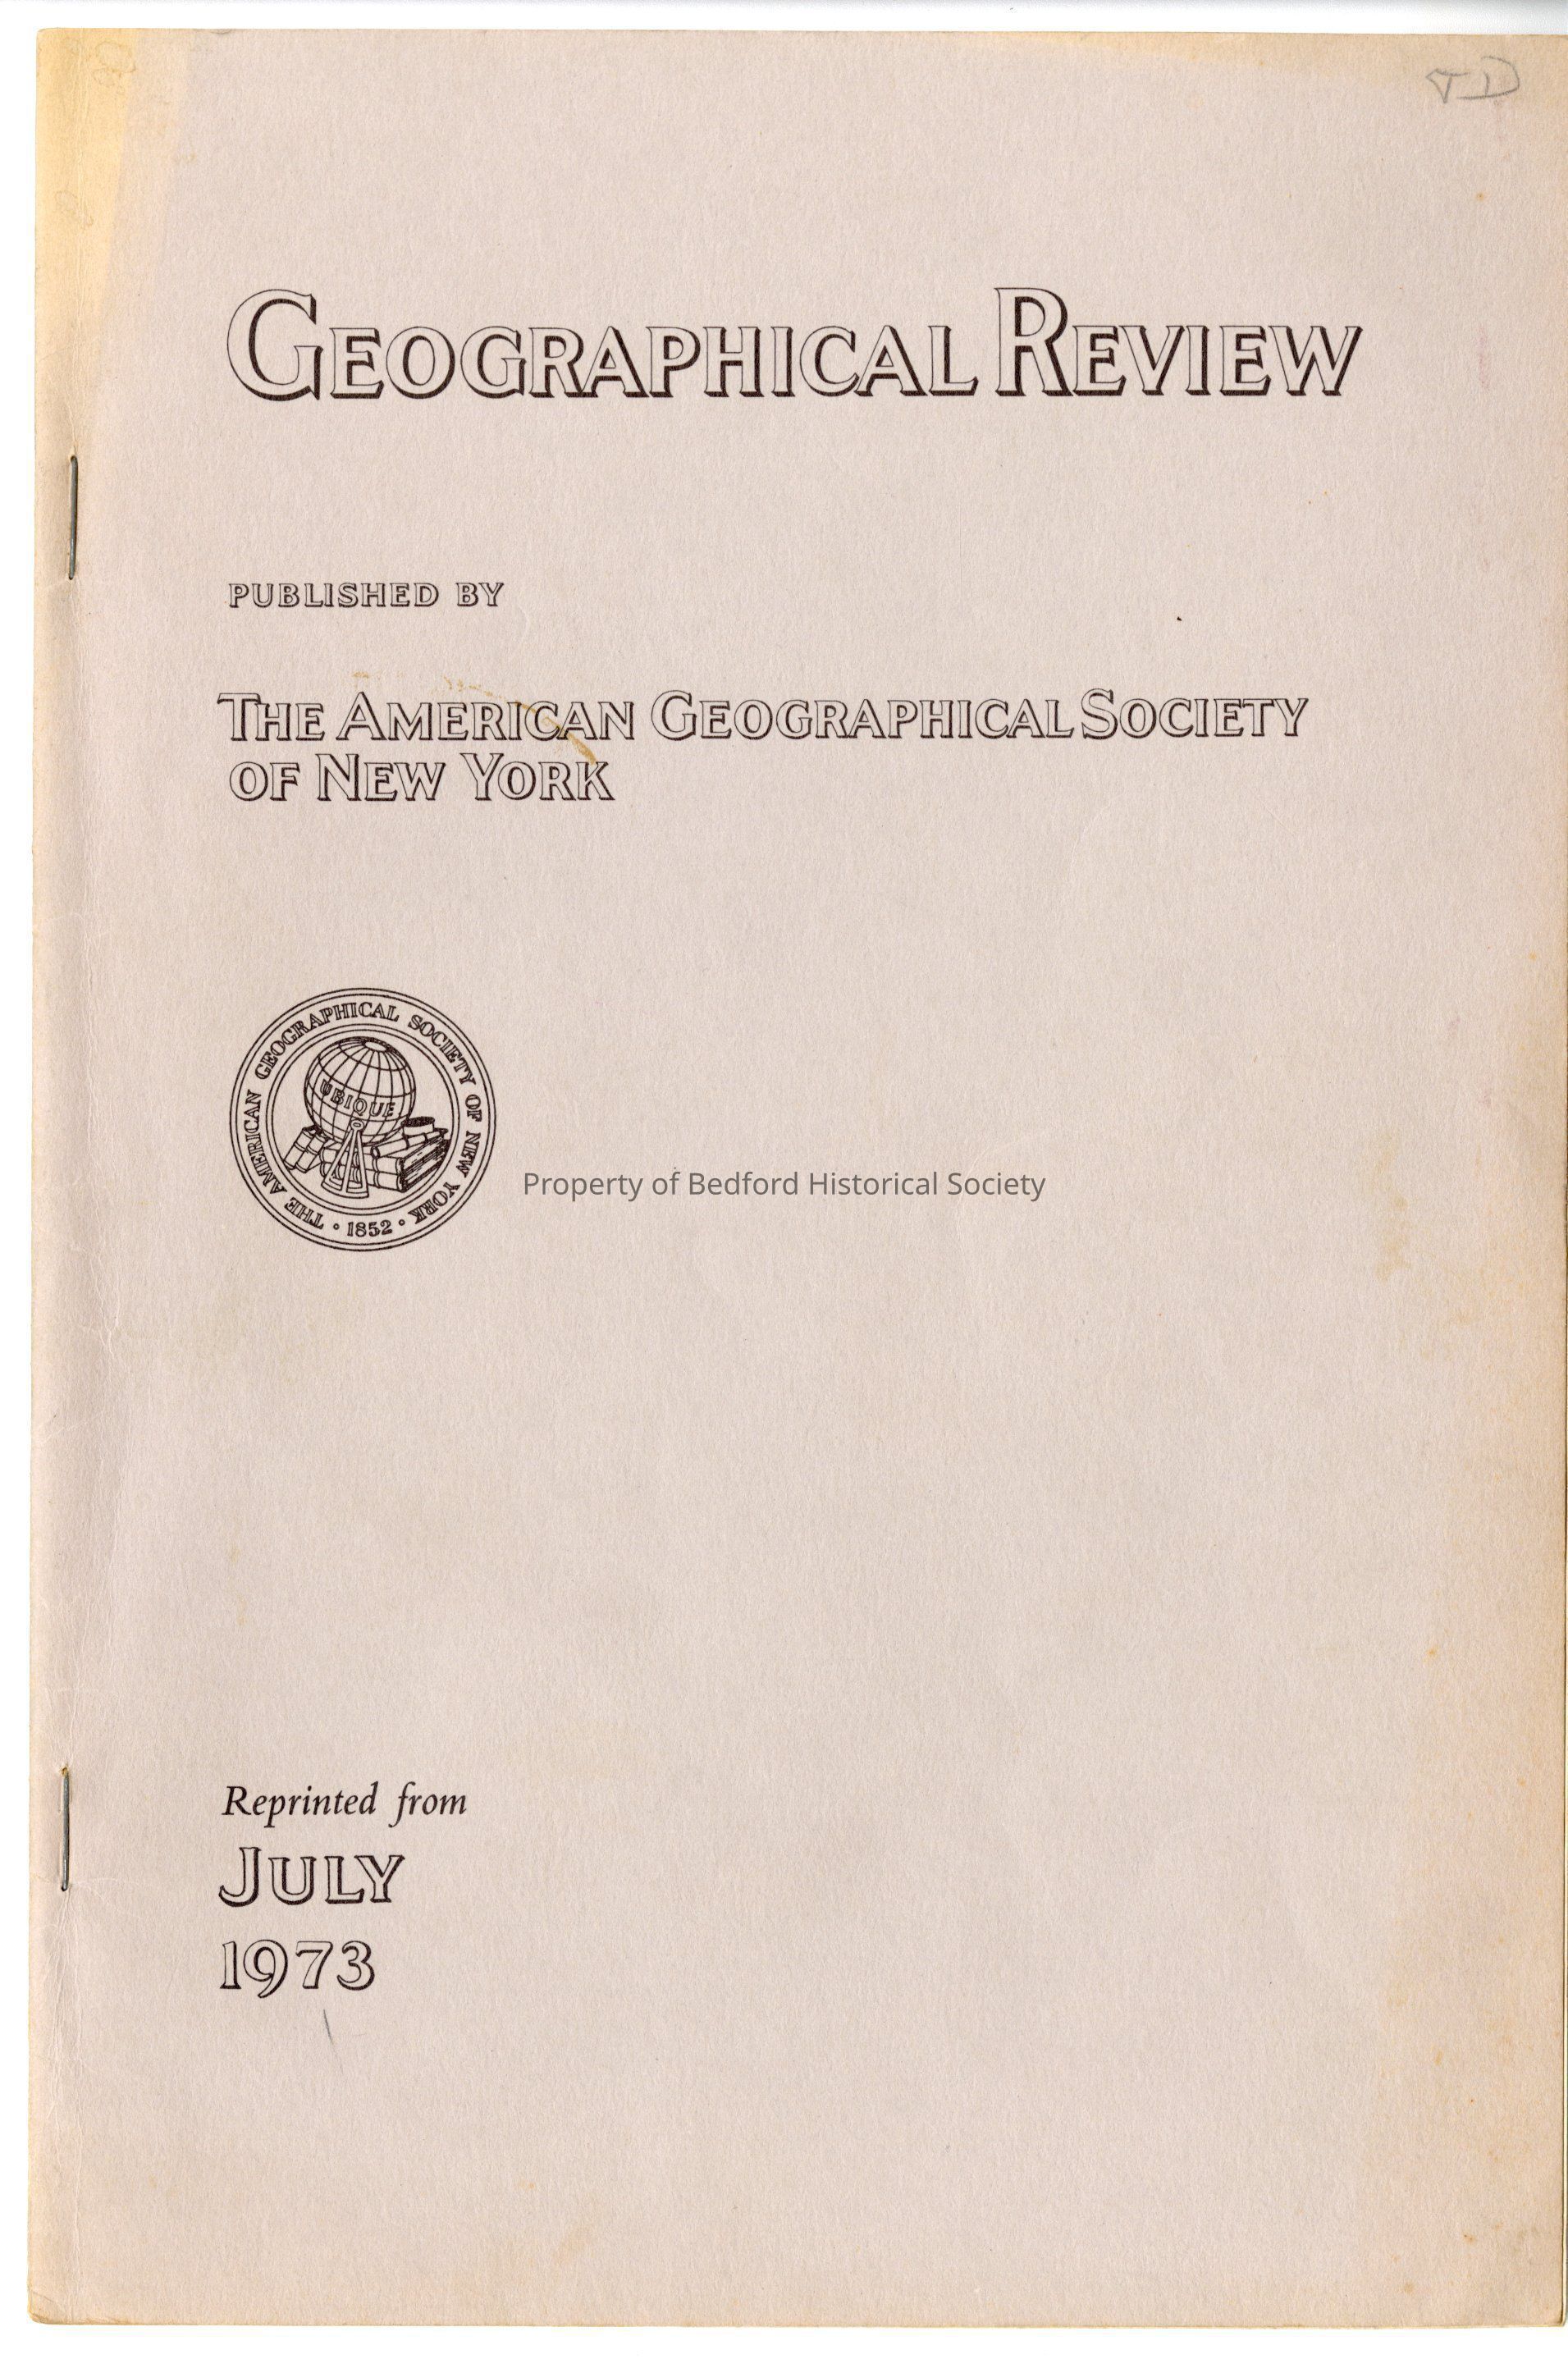 GEOGRAPHICAL REVIEW
PUBLISHED BY
THE AMERICAN GEOGRAPHICAL SOCIETY
OF NEW YORK
THE AMERICAN GEOGRAPHICAL SOCIETY OF NEW YORK
UBIQUE
• 1852 •
Property of Bedford Historical Society
Reprinted from
JULY
1973